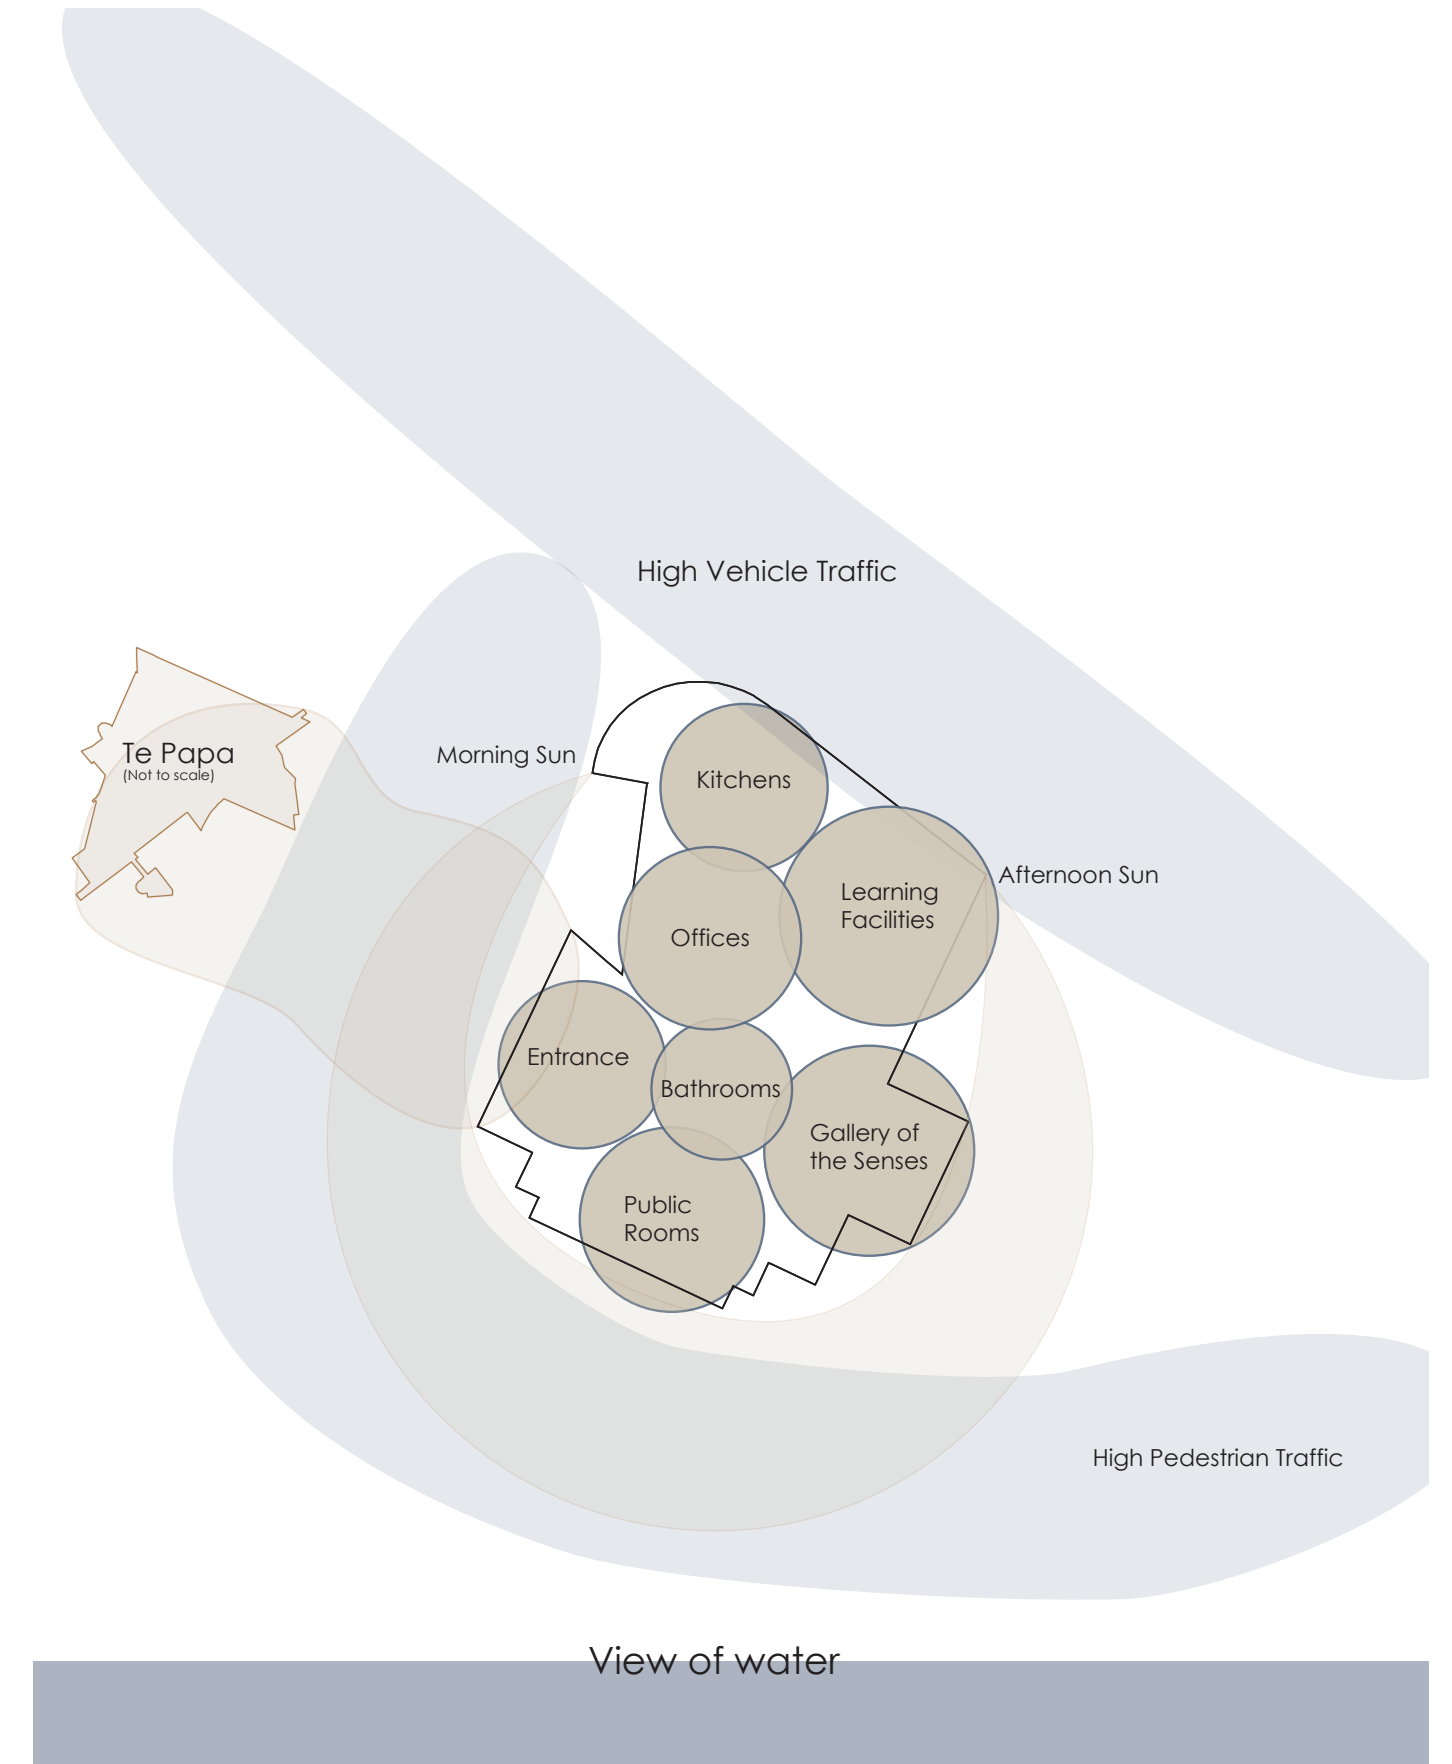 High Vehicle Traffic
Te Papa
(Not to scale)
Morning Sun
Kitchens
Afternoon Sun
Learning
Facilities
Offices
Entrance
Bathrooms
Gallery of
the Senses
Public
Rooms
High Pedestrian Traffic
View of water